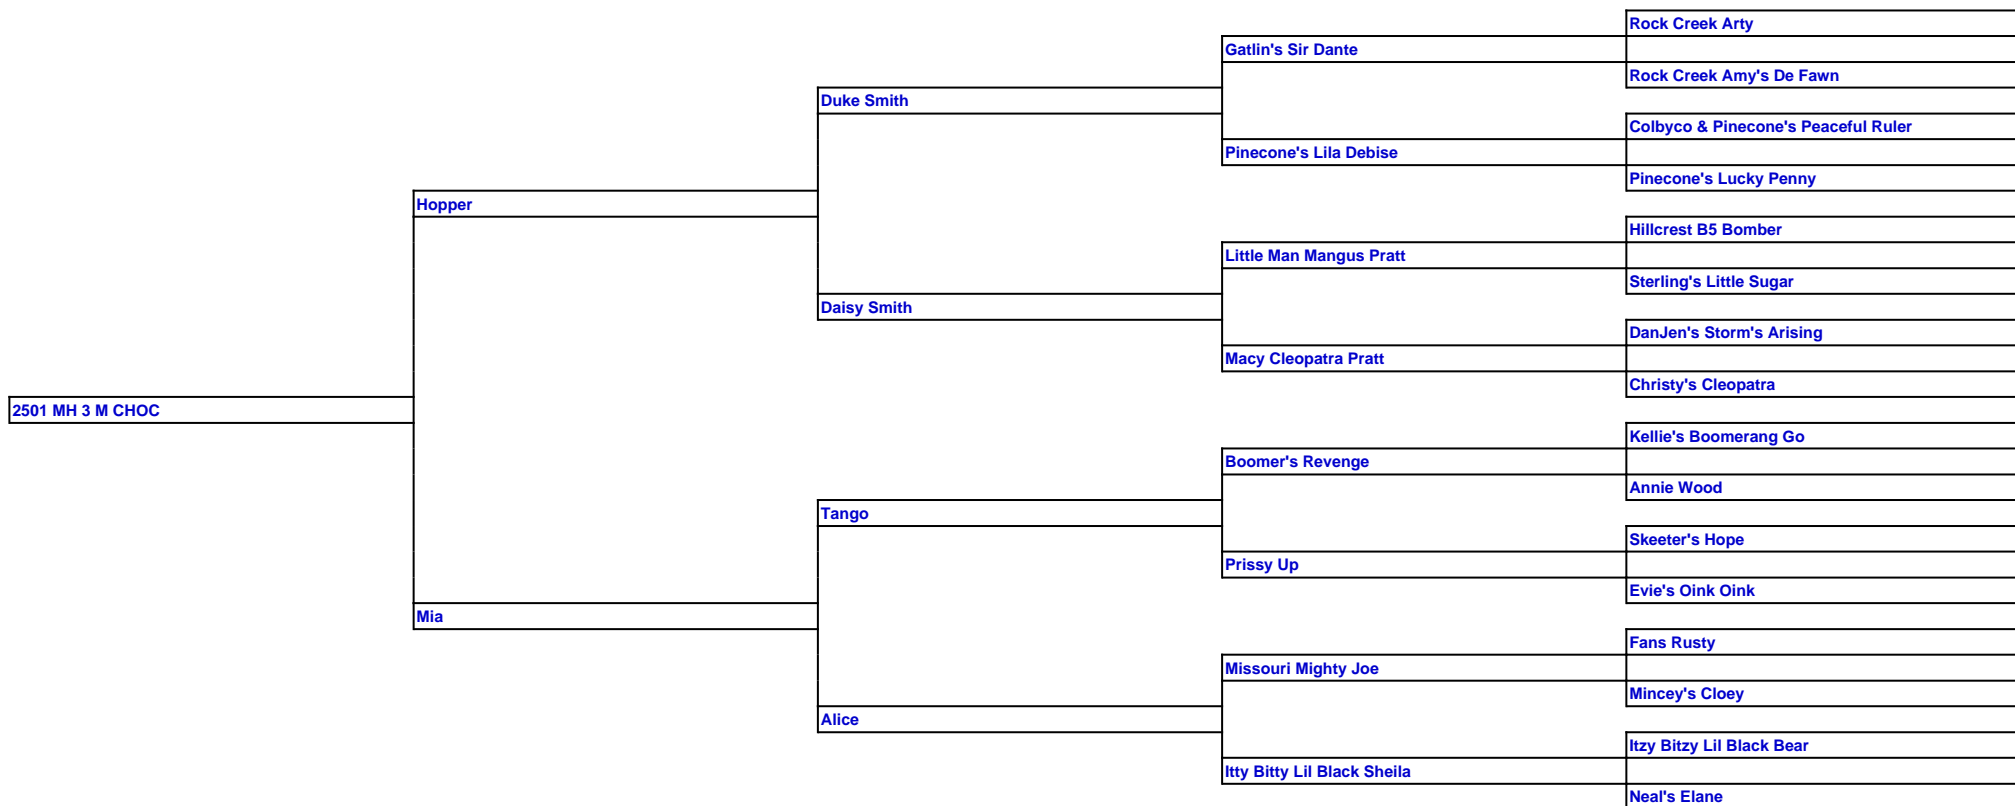 Rock Creek Arty
Gatlin's Sir Dante
Rock Creek Amy's De Fawn
Duke Smith
Colbyco & Pinecone's Peaceful Ruler
Pinecone's Lila Debise
Pinecone's Lucky Penny
Hopper
Hillcrest B5 Bomber
Little Man Mangus Pratt
Sterling's Little Sugar
Daisy Smith
DanJen's Storm's Arising
Macy Cleopatra Pratt
Christy's Cleopatra
2501 MH 3 M CHOC
Kellie's Boomerang Go
Boomer's Revenge
Annie Wood
Tango
Skeeter's Hope
Prissy Up
Evie's Oink Oink
Mia
Fans Rusty
Missouri Mighty Joe
Mincey's Cloey
Alice
Itzy Bitzy Lil Black Bear
Itty Bitty Lil Black Sheila
Neal's Elane